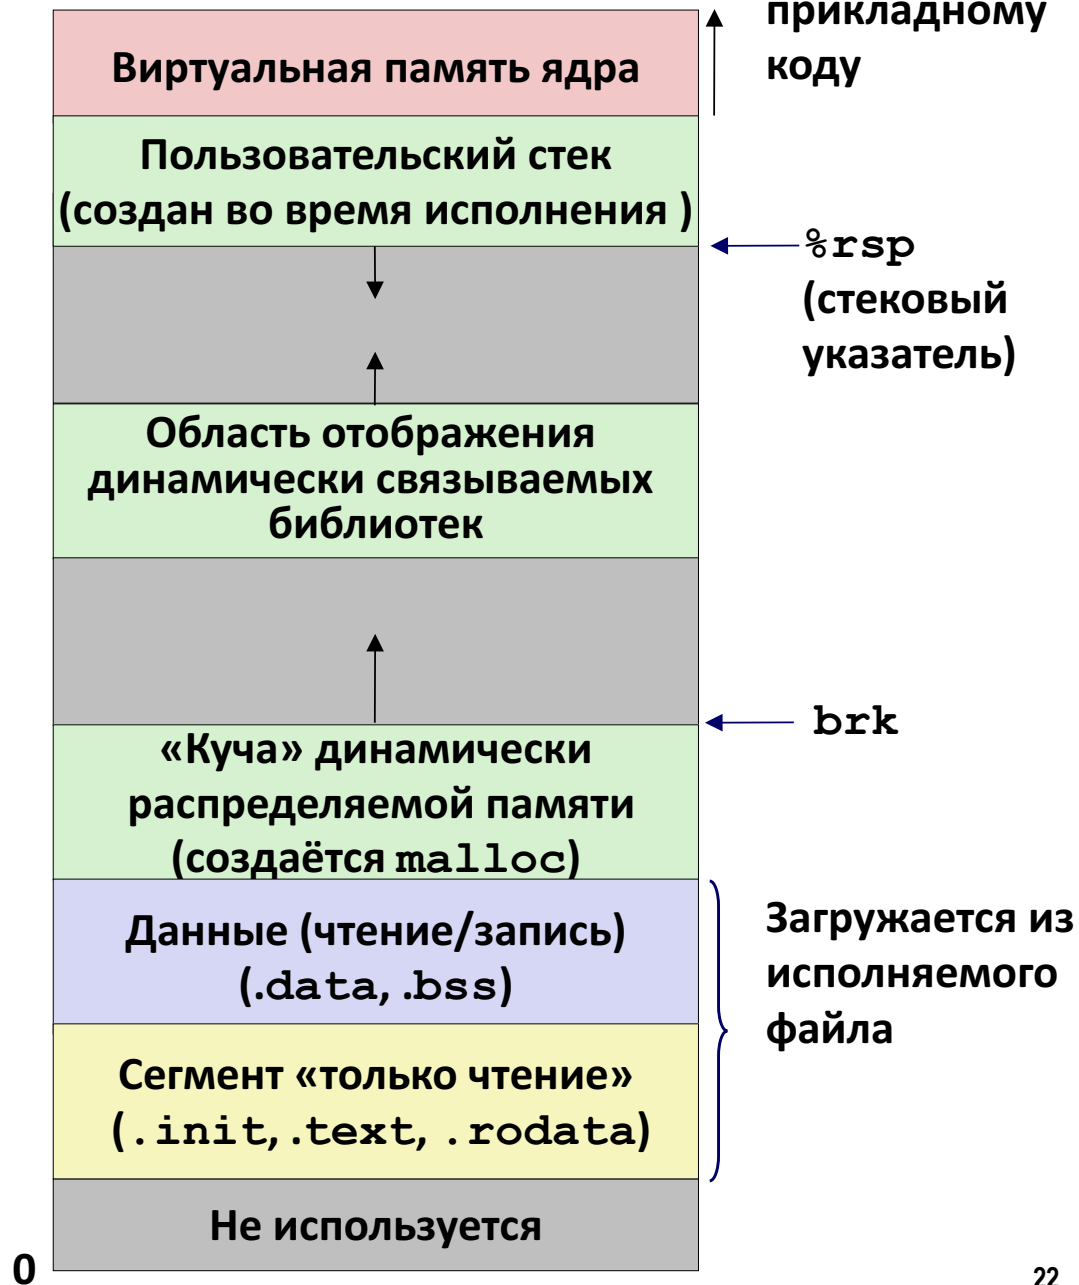 прикладному
коду
Виртуальная память ядра
Пользовательский стек
(создан во время исполнения )
%rsp
(стековый
указатель)
Область отображения
динамически связываемых
библиотек
brk
«Куча» динамически
распределяемой памяти
(создаётся malloc)
Данные (чтение/запись)
(.data, .bss)
Загружается из
исполняемого
файла
Сегмент «только чтение»
(.init, .text, .rodata)
Не используется
0
22